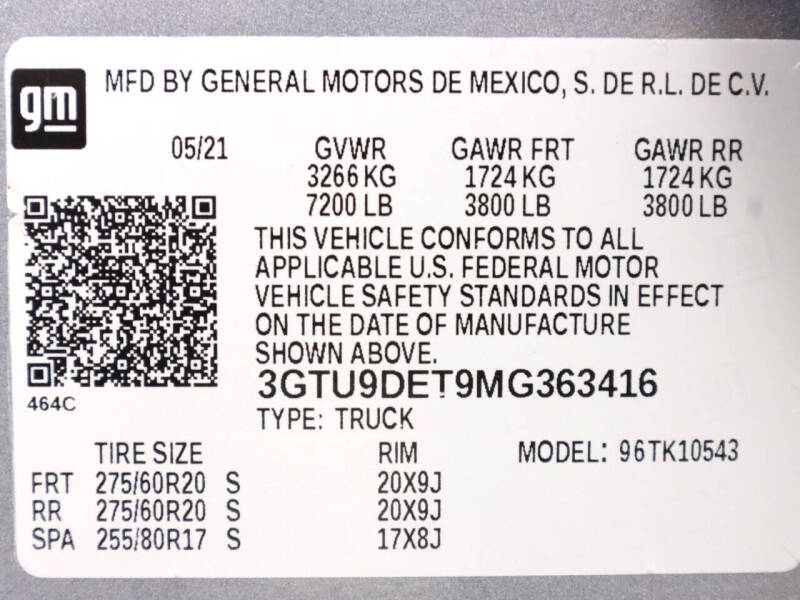 gm
MFD BY GENERAL MOTORS DE MEXICO, S. DE R.L. DE C.V.
05/21 GVWR GAWR FRT GAWR RR
3266 KG 1724 KG 1724 KG
7200 LB 3800 LB 3800 LB
THIS VEHICLE CONFORMS TO ALL
APPLICABLE U.S. FEDERAL MOTOR
VEHICLE SAFETY STANDARDS IN EFFECT
ON THE DATE OF MANUFACTURE
SHOWN ABOVE.
464C
3GTU9DET9MG363416
TYPE: TRUCK
TIRE SIZE RIM MODEL: 96TK10543
FRT 275/60R20 S 20X9J
RR 275/60R20 S 20X9J
SPA 255/80R17 S 17X8J